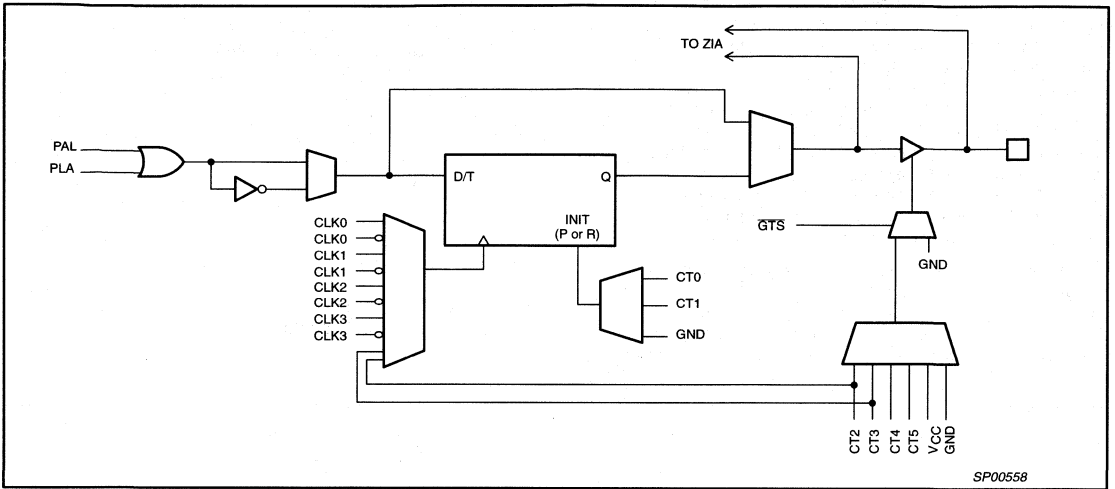 TO ZIA
PAL
PLA
D/T
Q
INIT
(P or R)
CLK0
CLK0
CLK1
CLK1
CLK2
CLK2
CLK3
CLK3
CT0
CT1
GND
G̅T̅S̅
GND
CT2
CT3
CT4
CT5
VCC
GND
SP00558